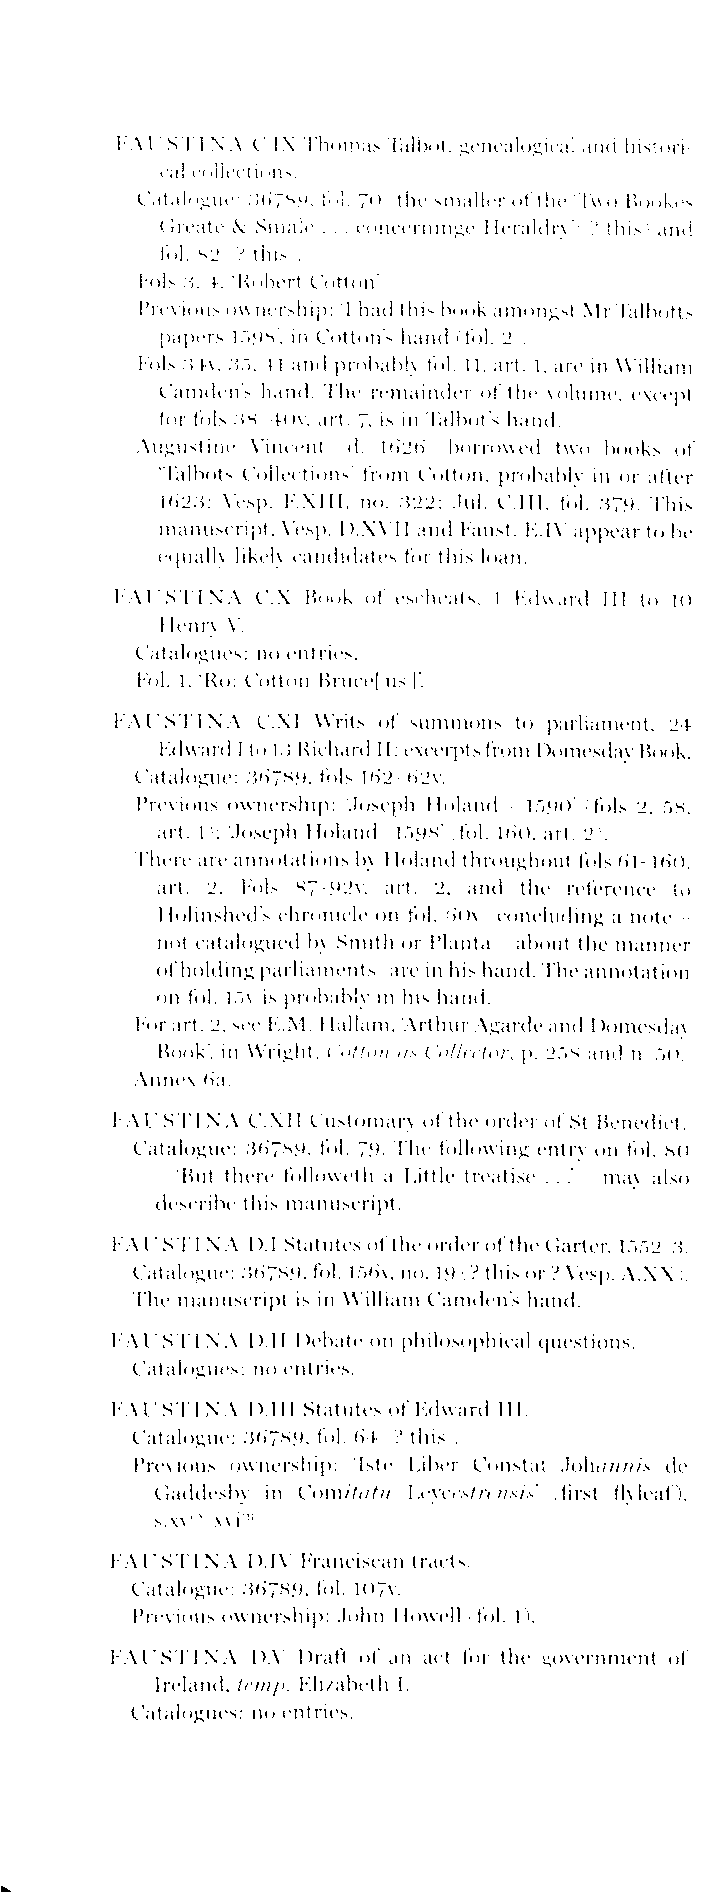 FAUSTINA C.IX Thomas Talbot, genealogical and histori-
cal collections.
Catalogue: 36789, fol. 70 (the smaller of the 'Two Bookes
Greate & Smale . . . concerninge Heraldry': ? this) and
fol. 82 (? this).
Fols 3, 4, 'Robert Cotton'.
Previous ownership: 'I had this book amongst Mr Talbotts
papers 1598', in Cotton's hand (fol. 2).
Fols 34v, 35, 41 and probably fol. 11, art. 1, are in William
Camden's hand. The remainder of the volume, except
for fols 38–40v, art. 7, is in Talbot's hand.
Augustine Vincent (d. 1626) borrowed two books of
'Talbots Collections' from Cotton, probably in or after
1623: Vesp. F.XIII, no. 322; Jul. C.III, fol. 379. This
manuscript, Vesp. D.XVII and Faust. E.IV appear to be
equally likely candidates for this loan.
FAUSTINA C.X Book of escheats, 1 Edward III to 10
Henry V.
Catalogues: no entries.
Fol. 1, 'Ro: Cotton Bruce[us]'.
FAUSTINA C.XI Writs of summons to parliament, 24
Edward I to 13 Richard II; excerpts from Domesday Book.
Catalogue: 36789, fols 162–62v.
Previous ownership: 'Joseph Holand – 1590' (fols 2, 58,
art. 1); 'Joseph Holand 1598' (fol. 160, art. 2).
There are annotations by Holand throughout fols 61–160,
art. 2. Fols 87–92v, art. 2, and the reference to
Holinshed's chronicle on fol. 60v (concluding a note –
not catalogued by Smith or Planta – about the manner
of holding parliaments) are in his hand. The annotation
on fol. 15v is probably in his hand.
For art. 2, see E.M. Hallam, 'Arthur Agarde and Domesday
Book', in Wright, Cotton as Collector, p. 258 and n. 50.
Annex 6a.
FAUSTINA C.XII Customary of the order of St Benedict.
Catalogue: 36789, fol. 79. The following entry on fol. 80
– 'But there followeth a Little treatise . . .' – may also
describe this manuscript.
FAUSTINA D.I Statutes of the order of the Garter, 1552–3.
Catalogue: 36789, fol. 156v, no. 19 (? this or ? Vesp. A.XX).
The manuscript is in William Camden's hand.
FAUSTINA D.II Debate on philosophical questions.
Catalogues: no entries.
FAUSTINA D.III Statutes of Edward III.
Catalogue: 36789, fol. 64 (? this).
Previous ownership: 'Iste Liber Constat Johannis de
Gaddesby in Comitatu Leycestrensis' (first flyleaf),
FAUSTINA D.IV Franciscan tracts.
Catalogue: 36789, fol. 107v.
Previous ownership: John Howell (fol. 1).
FAUSTINA D.V Draft of an act for the government of
Ireland, temp. Elizabeth I.
Catalogues: no entries.